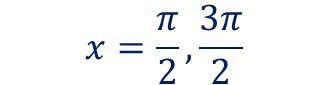 x = π/2, 3π/2